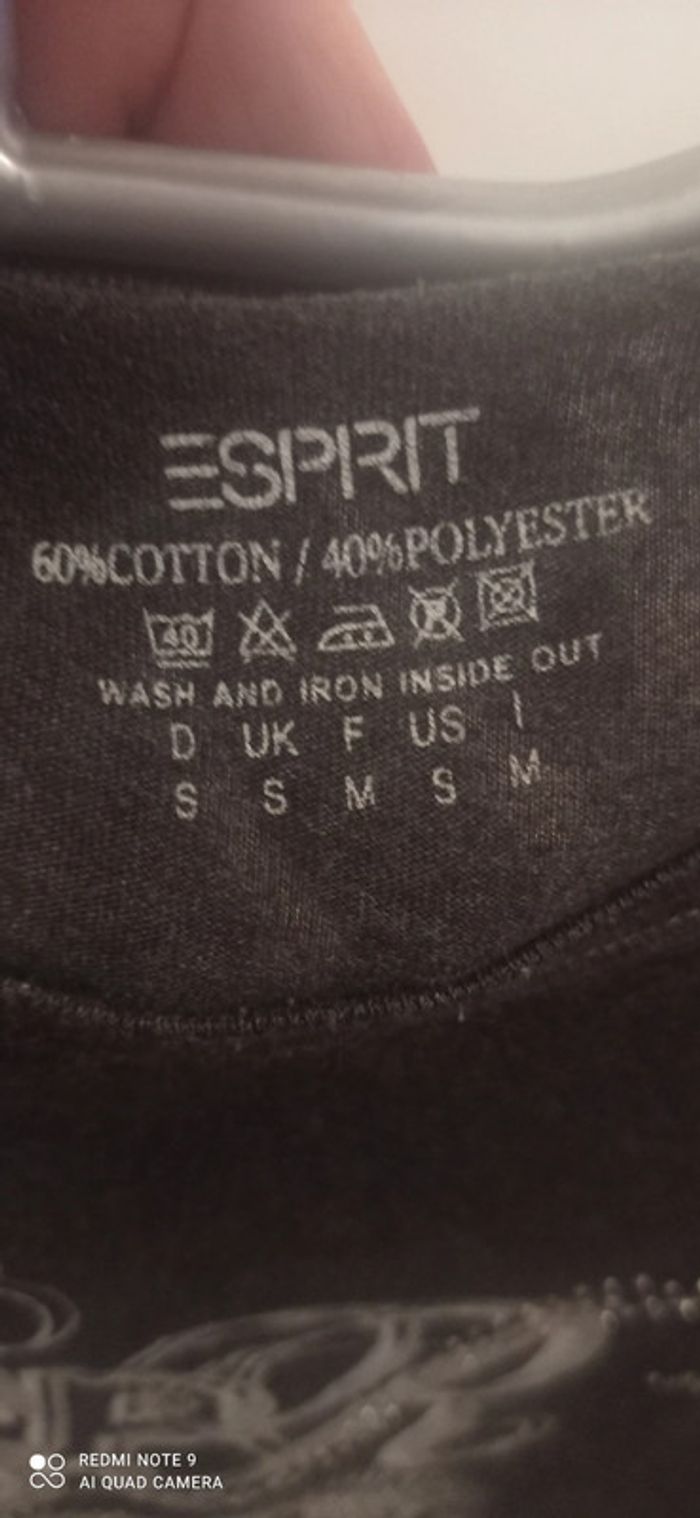 ESPRIT
60%COTTON / 40%POLYESTER
40
WASH AND IRON INSIDE OUT
D UK F US I
S S M S M
REDMI NOTE 9
AI QUAD CAMERA